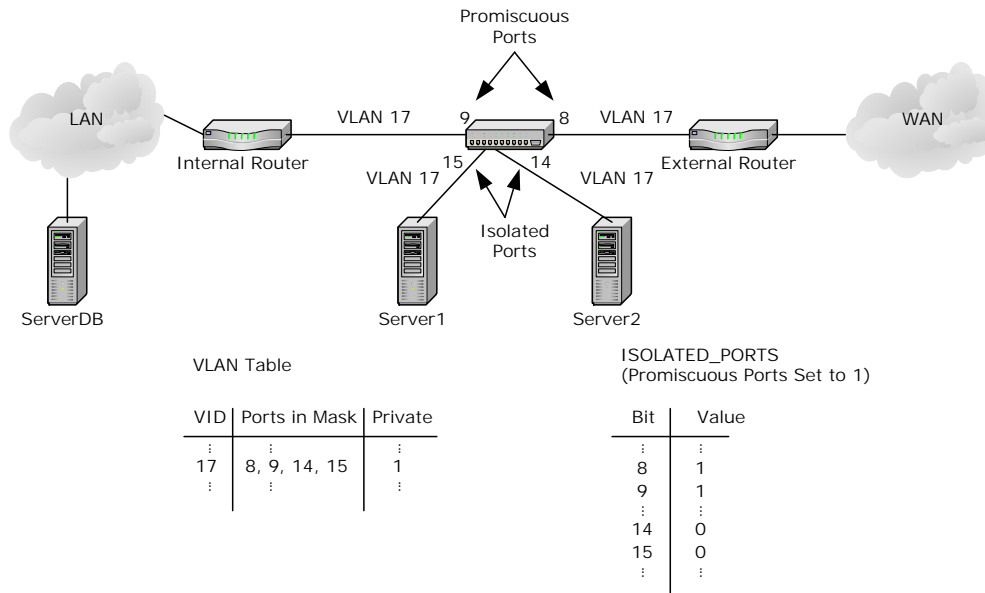 Promiscuous
Ports
LAN
VLAN 17
9
8
VLAN 17
WAN
Internal Router
15
14
External Router
VLAN 17
VLAN 17
Isolated
Ports
ServerDB
Server1
Server2
VLAN Table
VID Ports in Mask Private
⋮ ⋮ ⋮
17 8, 9, 14, 15 1
⋮ ⋮ ⋮
ISOLATED_PORTS
(Promiscuous Ports Set to 1)
Bit Value
⋮ ⋮
8 1
9 1
⋮ ⋮
14 0
15 0
⋮ ⋮